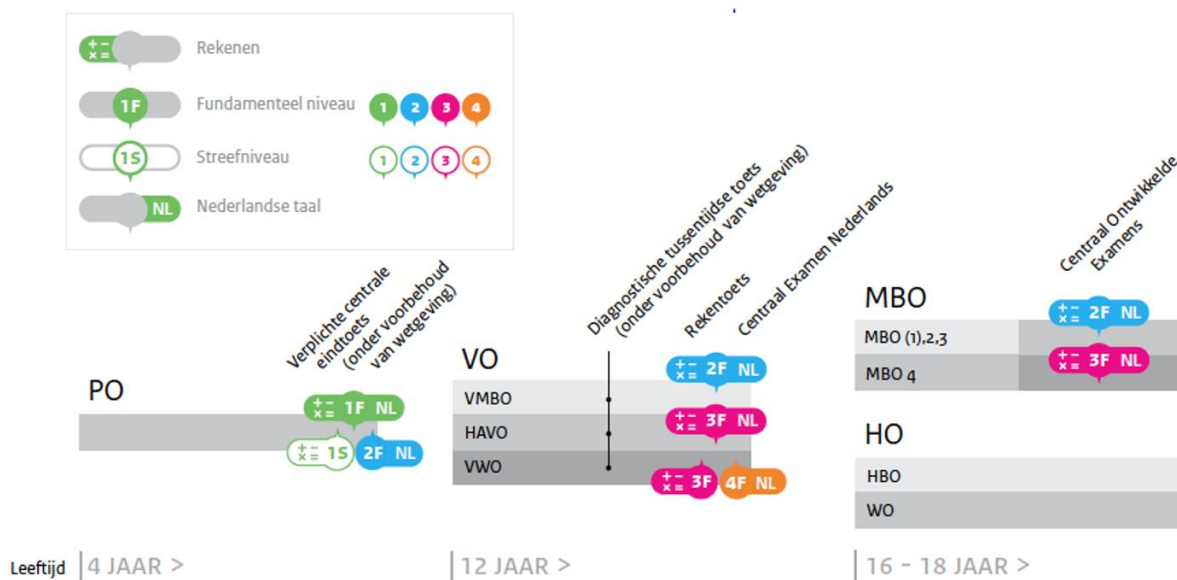 + − × =
Rekenen
1F
Fundamenteel niveau
1 2 3 4
1S
Streefniveau
1 2 3 4
NL
Nederlandse taal
PO
Verplichte centrale
eindtoets
(onder voorbehoud
van wetgeving)
+ − × = 1F NL
+ − × = 1S
2F NL
VO
Diagnostische tussentijdse toets
(onder voorbehoud van wetgeving)
Rekentoets
Centraal Examen Nederlands
VMBO
+ − × = 2F NL
HAVO
+ − × = 3F NL
VWO
+ − × = 3F
4F NL
MBO
Centraal Ontwikkelde
Examens
MBO (1),2,3
+ − × = 2F NL
MBO 4
+ − × = 3F NL
HO
HBO
WO
Leeftijd
4 JAAR >
12 JAAR >
16 - 18 JAAR >